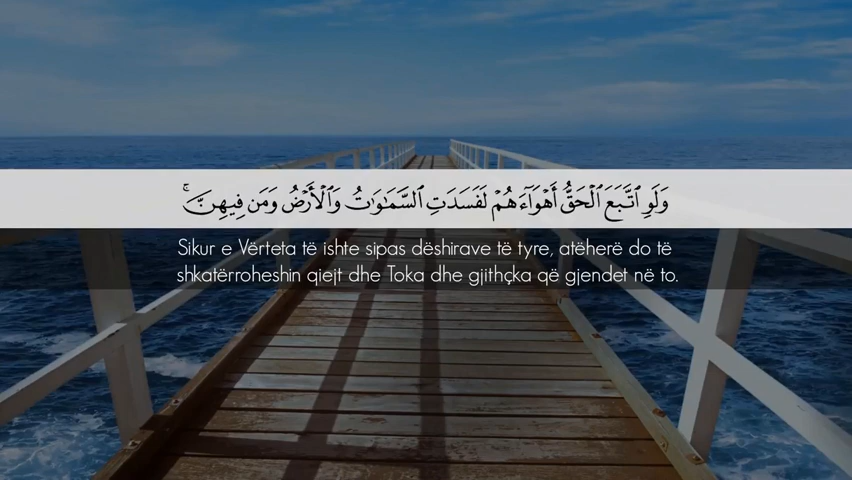 وَلَوِ ٱتَّبَعَ ٱلْحَقُّ أَهْوَآءَهُمْ لَفَسَدَتِ ٱلسَّمَٰوَٰتُ وَٱلْأَرْضُ وَمَن فِيهِنَّ ۚ
Sikur e Vërteta të ishte sipas dëshirave të tyre, atëherë do të
shkatërroheshin qiejt dhe Toka dhe gjithçka që gjendet në to.